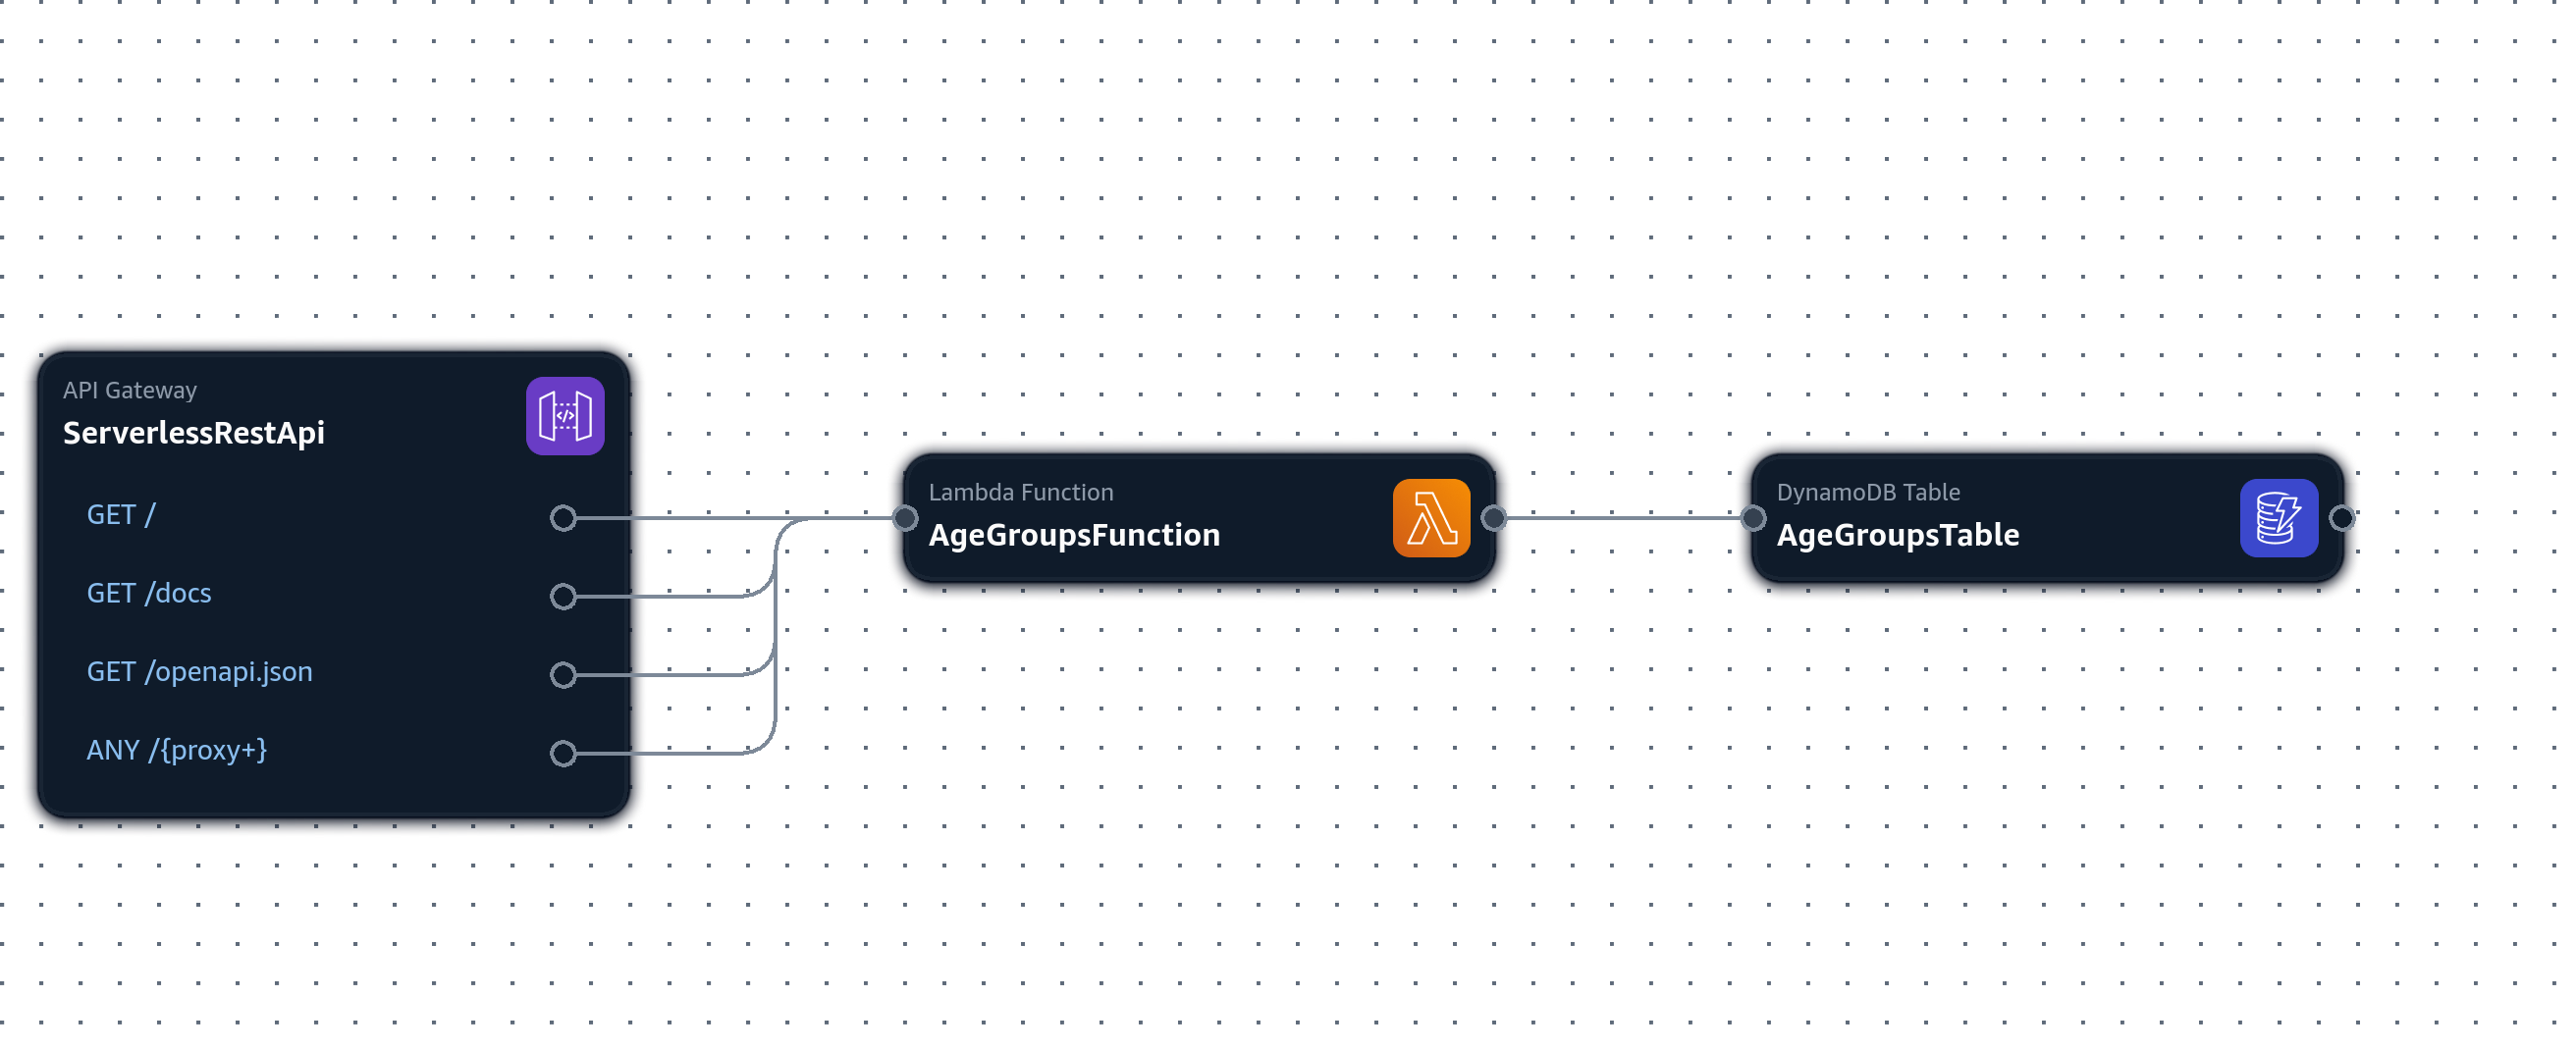 API Gateway
ServerlessRestApi
GET /
GET /docs
GET /openapi.json
ANY /{proxy+}
Lambda Function
AgeGroupsFunction
DynamoDB Table
AgeGroupsTable